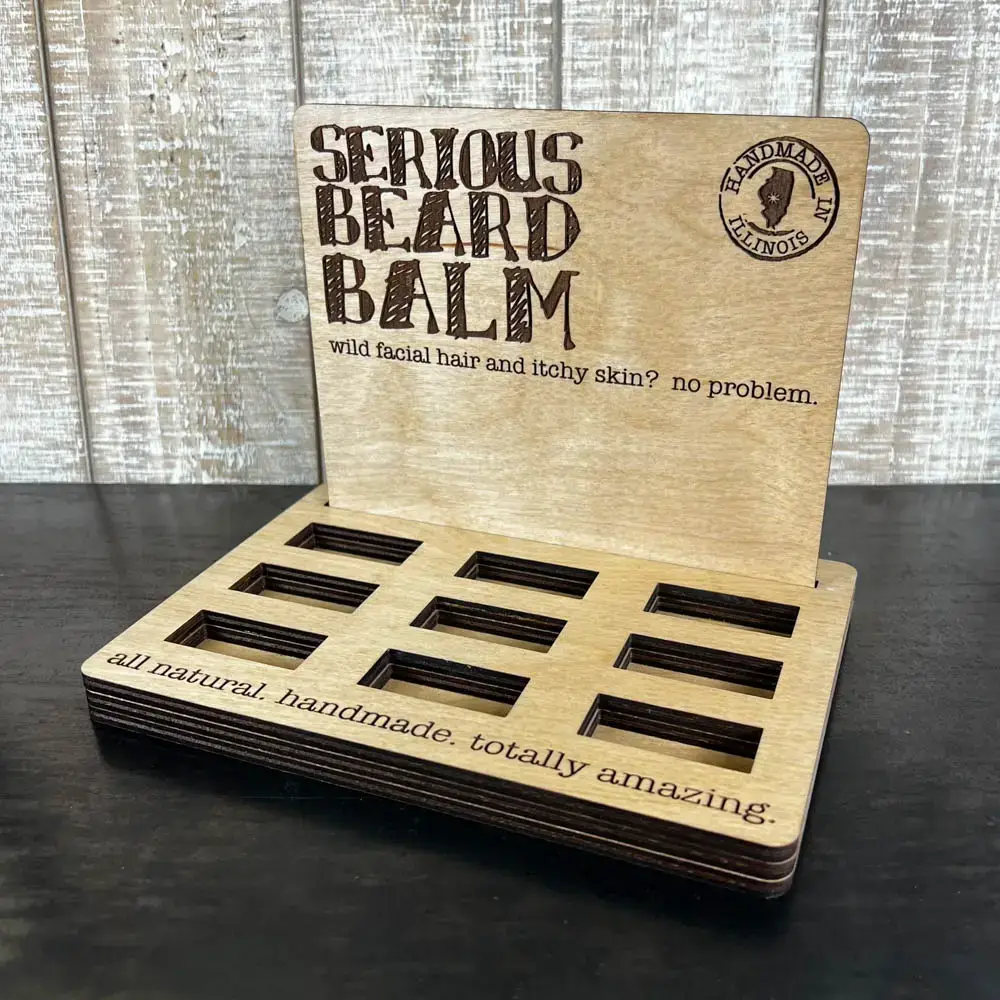 SERIOUS
BEARD
BALM
HANDMADE IN
ILLINOIS
wild facial hair and itchy skin? no problem.
all natural. handmade. totally amazing.